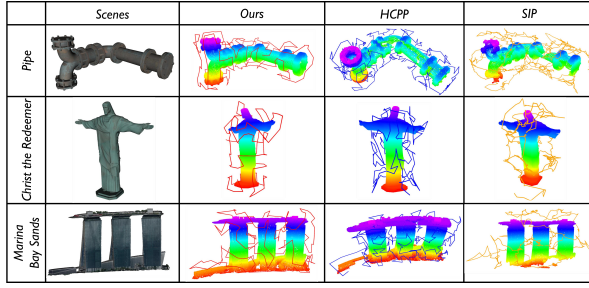 Scenes Ours HCPP SIP
Pipe
Christ the Redeemer
Marina
Bay Sands